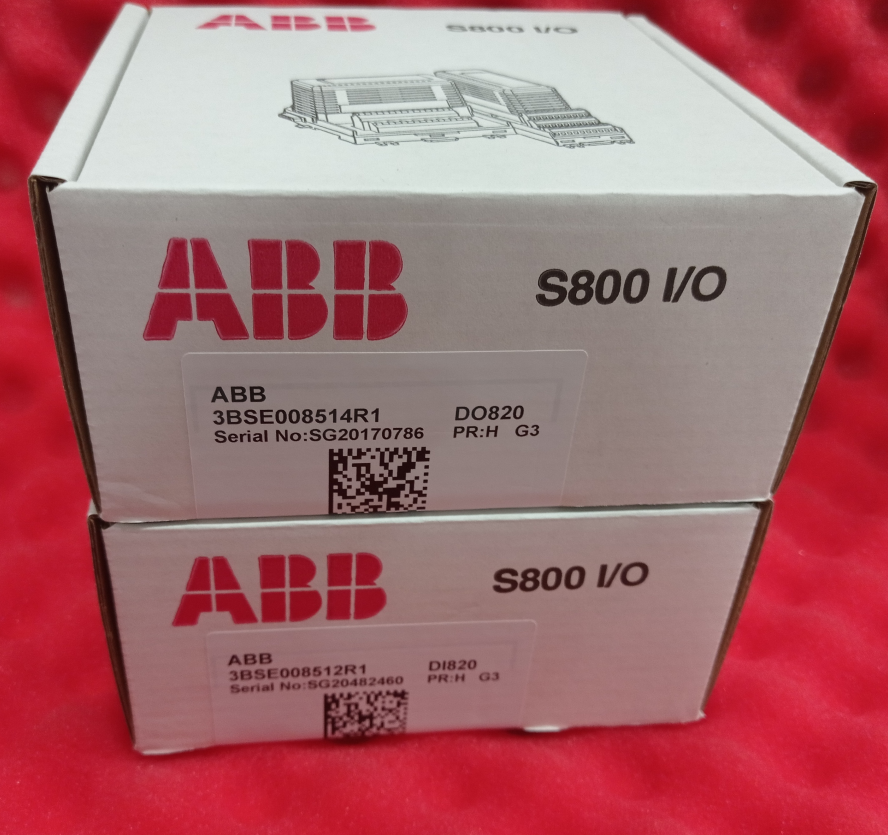 ABB S800 I/O
ABB S800 I/O
ABB
3BSE008514R1 DO820
Serial No:SG20170786 PR:H G3
ABB S800 I/O
ABB
3BSE008512R1 DI820
Serial No:SG20482460 PR:H G3